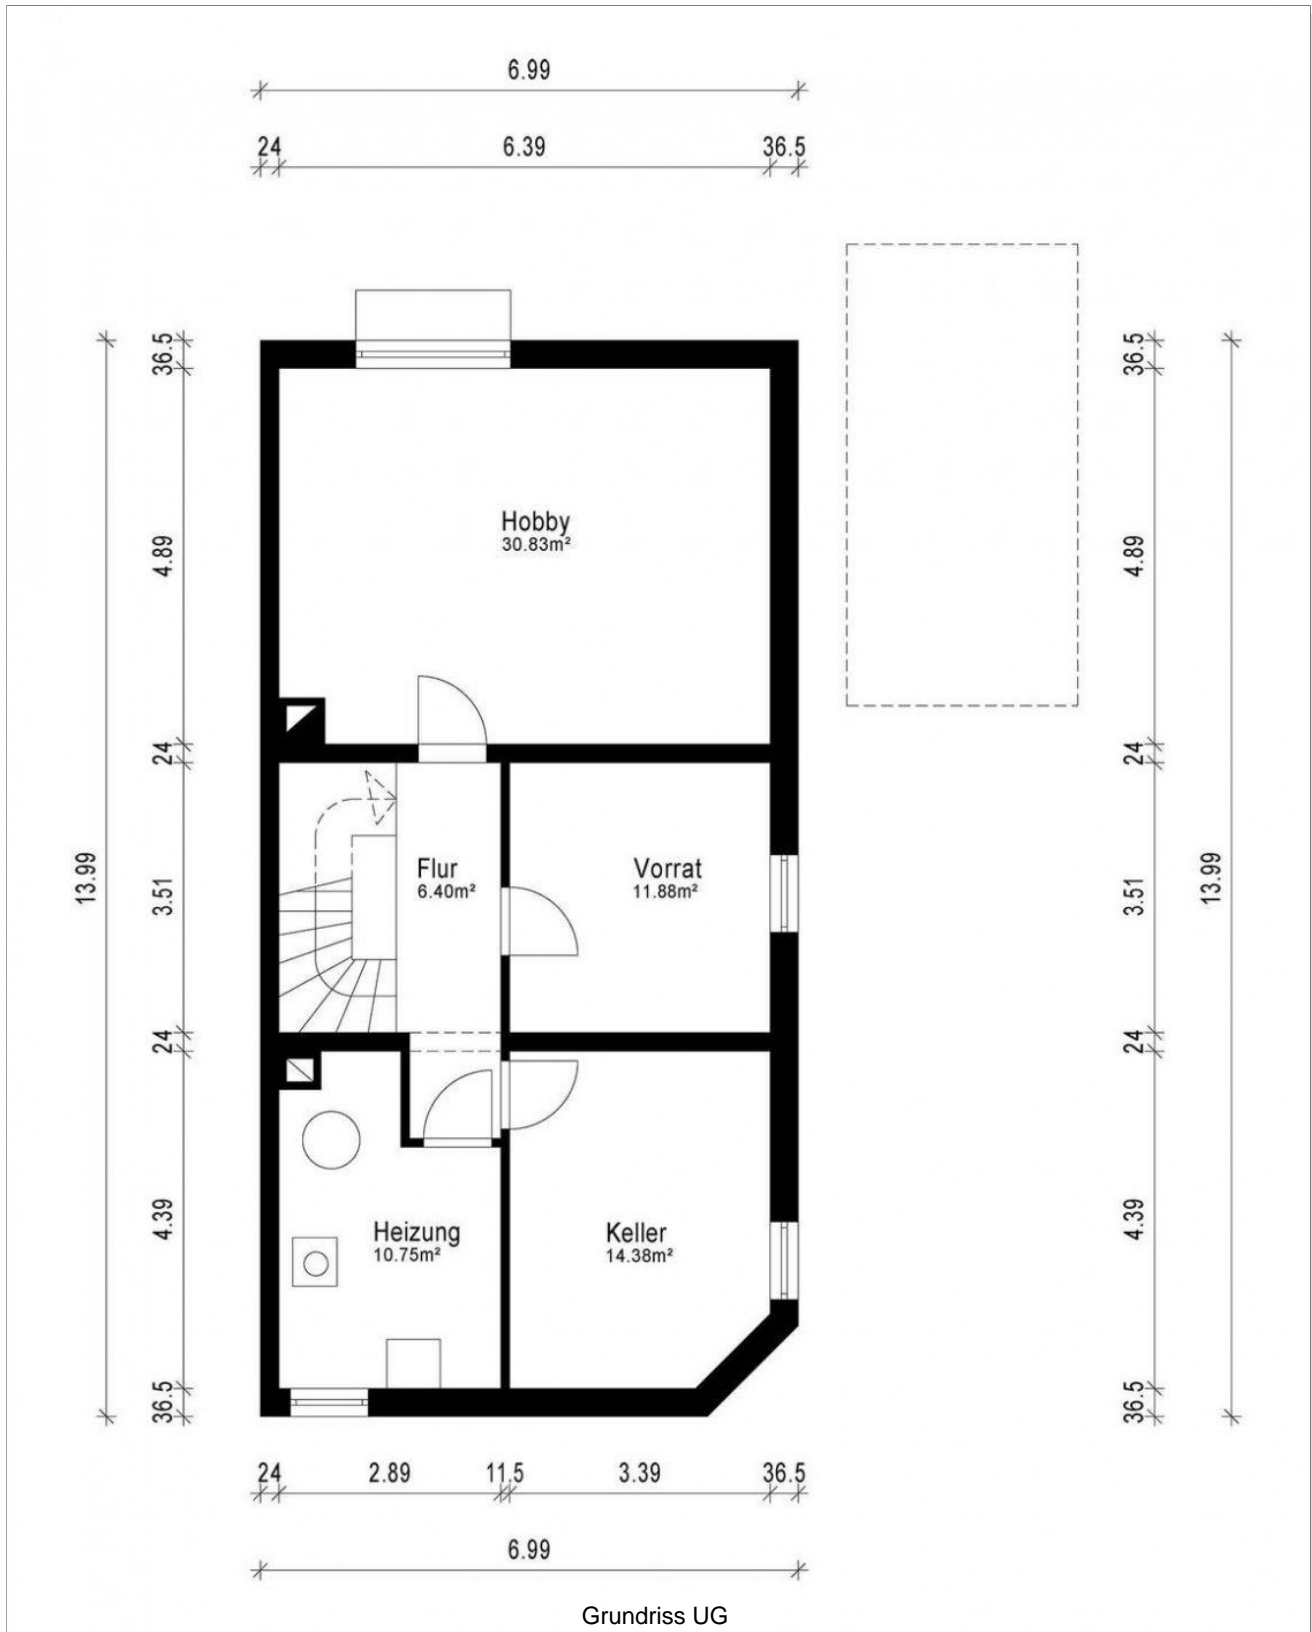 6.99
24 6.39 36.5
36.5 36.5
Hobby
30.83m²
4.89 4.89
24 24
Flur
6.40m²
Vorrat
11.88m²
13.99 3.51 3.51 13.99
24 24
Heizung
10.75m²
Keller
14.38m²
4.39 4.39
36.5 36.5
24 2.89 11.5 3.39 36.5
6.99
Grundriss UG